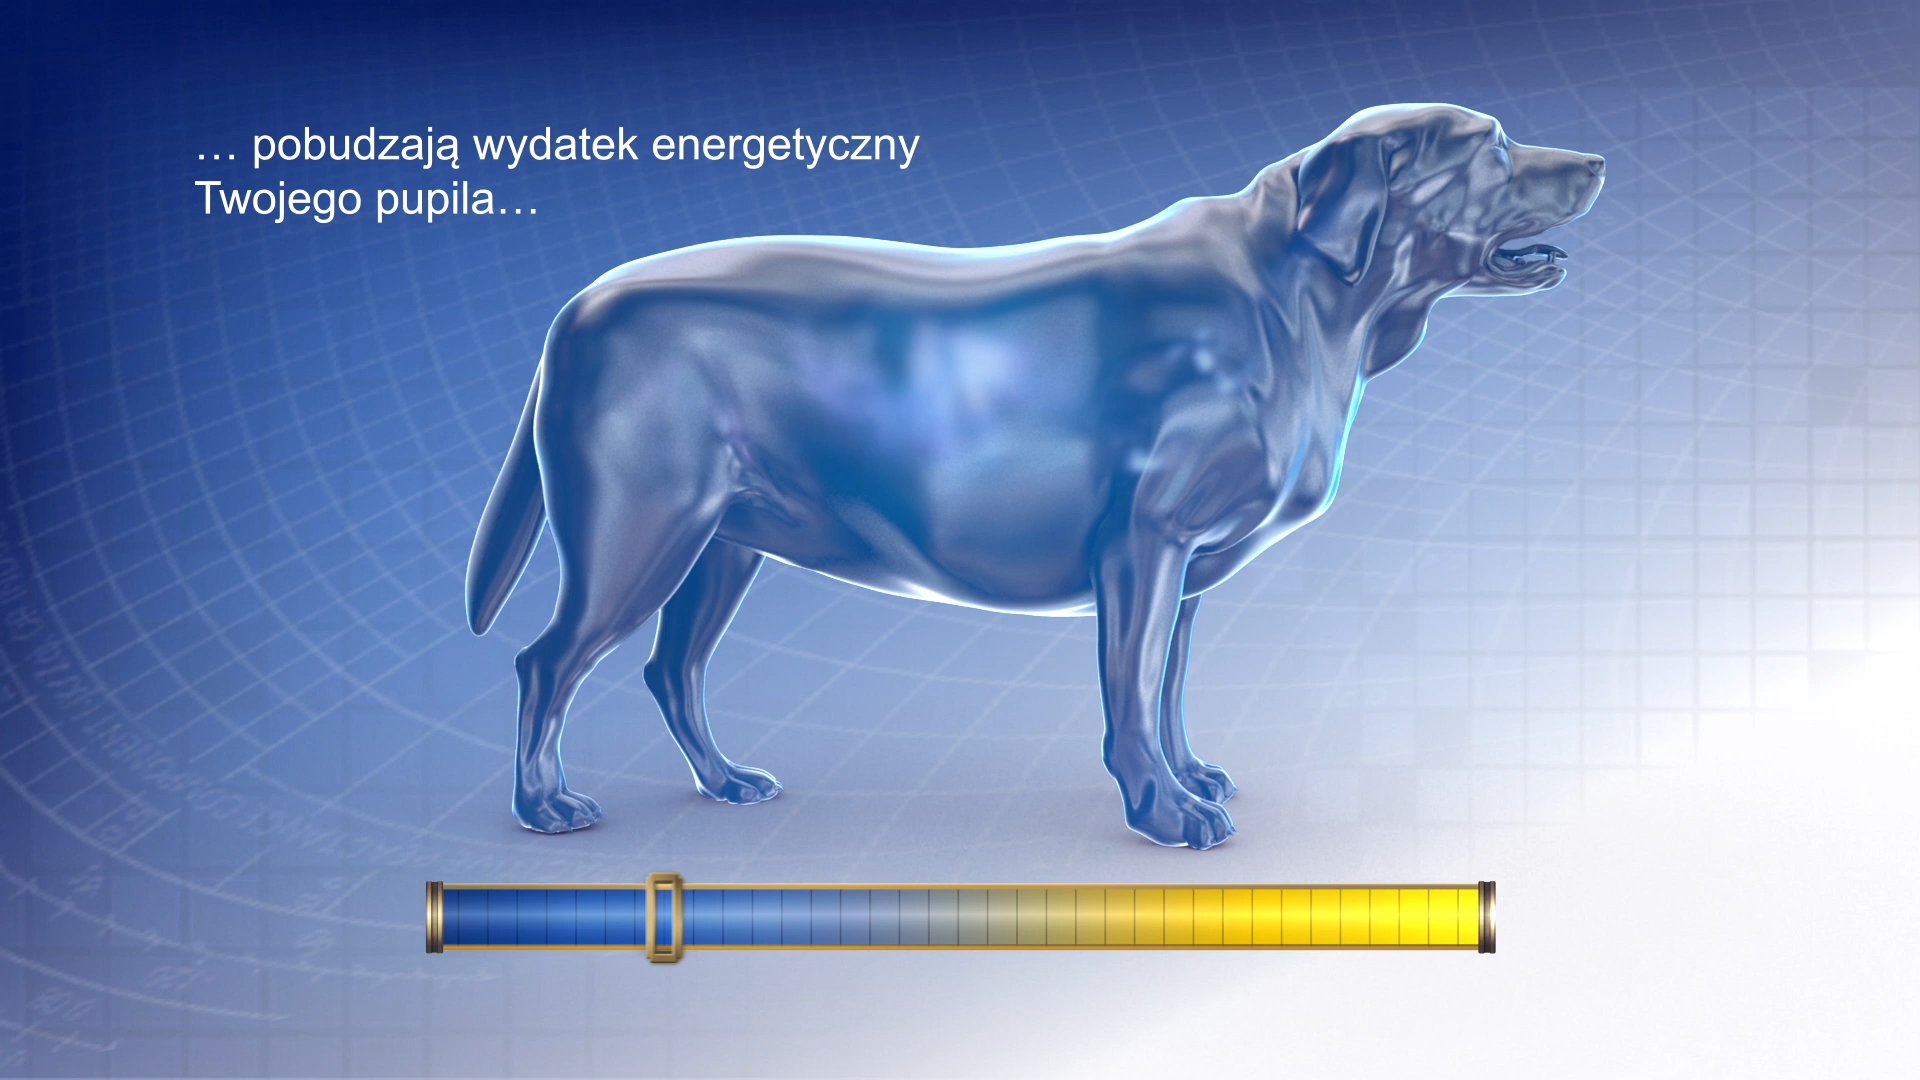 … pobudzają wydatek energetyczny
Twojego pupila…